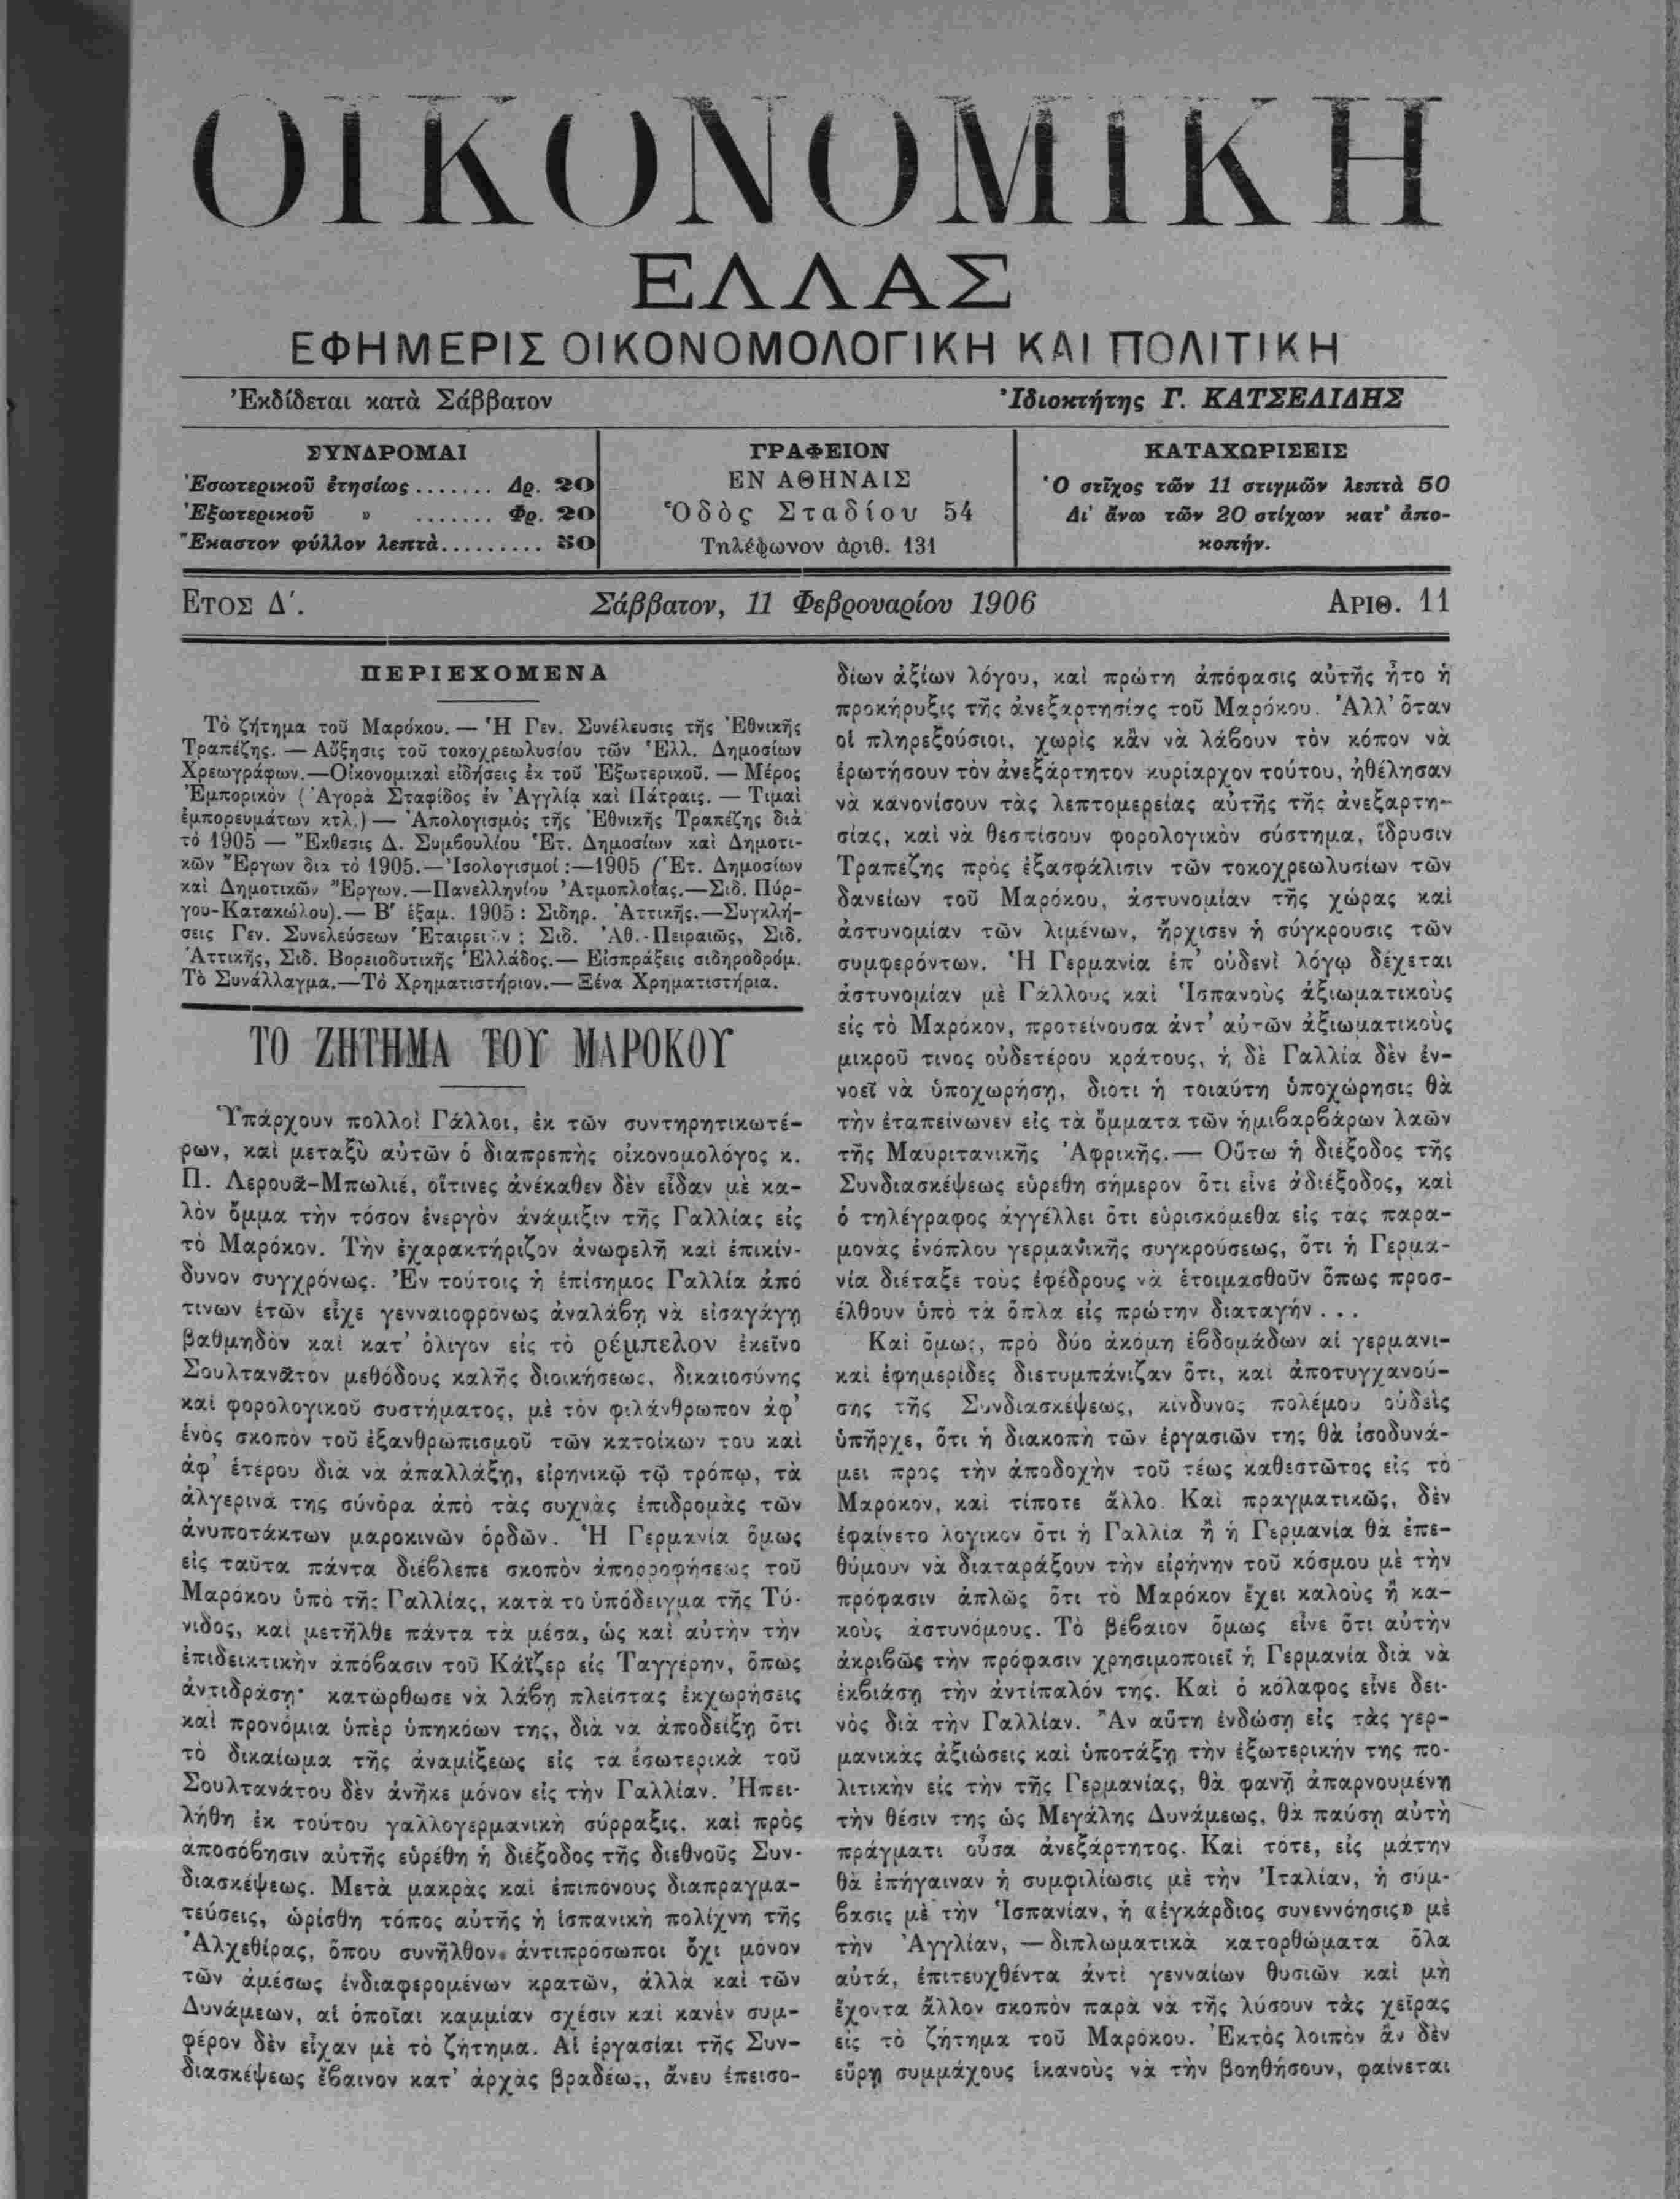 ΟΙΚΟΝΟΜΙΚΗ
ΕΛΛΑΣ
ΕΦΗΜΕΡΙΣ ΟΙΚΟΝΟΜΟΛΟΓΙΚΗ ΚΑΙ ΠΟΛΙΤΙΚΗ
Ἐκδίδεται κατὰ Σάββατον
Ἰδιοκτήτης Γ. ΚΑΤΣΕΛΙΔΗΣ
ΣΥΝΔΡΟΜΑΙ
Ἐσωτερικοῦ ἐτησίως ....... Δρ. 20
Ἐξωτερικοῦ » ....... Φρ. 20
Ἕκαστον φύλλον λεπτὰ.......... 50
ΓΡΑΦΕΙΟΝ
ΕΝ ΑΘΗΝΑΙΣ
Ὁδὸς Σταδίου 54
Τηλέφωνον ἀριθ. 131
ΚΑΤΑΧΩΡΙΣΕΙΣ
Ὁ στῖχος τῶν 11 στιγμῶν λεπτὰ 50
Δι' ἄνω τῶν 20 στίχων κατ' ἀπο-
κοπήν.
ΕΤΟΣ Δ'.
Σάββατον, 11 Φεβρουαρίου 1906
ΑΡΙΘ. 11
ΠΕΡΙΕΧΟΜΕΝΑ
Τὸ ζήτημα τοῦ Μαρόκου. — Ἡ Γεν. Συνέλευσις τῆς Ἐθνικῆς
Τραπέζης. — Αὔξησις τοῦ τοκοχρεωλυσίου τῶν Ἑλλ. Δημοσίων
Χρεωγράφων.—Οἰκονομικαὶ εἰδήσεις ἐκ τοῦ Ἐξωτερικοῦ. — Μέρος
Ἐμπορικὸν (Ἀγορὰ Σταφίδος ἐν Ἀγγλίᾳ καὶ Πάτραις. — Τιμαὶ
ἐμπορευμάτων κτλ.) — Ἀπολογισμὸς τῆς Ἐθνικῆς Τραπέζης διὰ
τὸ 1905 — Ἔκθεσις Δ. Συμβουλίου Ἑτ. Δημοσίων καὶ Δημοτι-
κῶν Ἔργων δια τὸ 1905.—Ἰσολογισμοί :—1905 (Ἑτ. Δημοσίων
καὶ Δημοτικῶν Ἔργων.—Πανελληνίου Ἀτμοπλοΐας.—Σιδ. Πύρ-
γου-Κατακώλου).— Β' ἑξαμ. 1905 : Σιδηρ. Ἀττικῆς.—Συγκλή-
σεις Γεν. Συνελεύσεων Ἑταιρειῶν : Σιδ. Ἀθ.-Πειραιῶς, Σιδ.
Ἀττικῆς, Σιδ. Βορειοδυτικῆς Ἑλλάδος.— Εἰσπράξεις σιδηροδρόμ.
Τὸ Συνάλλαγμα.—Τὸ Χρηματιστήριον.— Ξένα Χρηματιστήρια.
ΤΟ ΖΗΤΗΜΑ ΤΟΥ ΜΑΡΟΚΟΥ
Ὑπάρχουν πολλοὶ Γάλλοι, ἐκ τῶν συντηρητικωτέ-
ρων, καὶ μεταξὺ αὐτῶν ὁ διαπρεπὴς οἰκονομολόγος κ.
Π. Λερουᾶ-Μπωλιέ, οἵτινες ἀνέκαθεν δὲν εἶδαν μὲ κα-
λὸν ὄμμα τὴν τόσον ἐνεργὸν ἀνάμιξιν τῆς Γαλλίας εἰς
τὸ Μαρόκον. Τὴν ἐχαρακτήριζον ἀνωφελῆ καὶ ἐπικίν-
δυνον συγχρόνως. Ἐν τούτοις ἡ ἐπίσημος Γαλλία ἀπό
τινων ἐτῶν εἶχε γενναιοφρόνως ἀναλάβῃ νὰ εἰσαγάγῃ
βαθμηδὸν καὶ κατ' ὀλίγον εἰς τὸ ρέμπελον ἐκεῖνο
Σουλτανᾶτον μεθόδους καλῆς διοικήσεως, δικαιοσύνης
καὶ φορολογικοῦ συστήματος, μὲ τὸν φιλάνθρωπον ἀφ'
ἑνὸς σκοπὸν τοῦ ἐξανθρωπισμοῦ τῶν κατοίκων του καὶ
ἀφ' ἑτέρου διὰ νὰ ἀπαλλάξῃ, εἰρηνικῷ τῷ τρόπῳ, τὰ
ἀλγερινά της σύνορα ἀπὸ τὰς συχνὰς ἐπιδρομὰς τῶν
ἀνυποτάκτων μαροκινῶν ὁρδῶν. Ἡ Γερμανία ὅμως
εἰς ταῦτα πάντα διέβλεπε σκοπὸν ἀπορροφήσεως τοῦ
Μαρόκου ὑπὸ τῆς Γαλλίας, κατὰ το ὑπόδειγμα τῆς Τύ-
νιδος, καὶ μετῆλθε πάντα τὰ μέσα, ὡς καὶ αὐτὴν τὴν
ἐπιδεικτικὴν ἀπόβασιν τοῦ Κάϊζερ εἰς Ταγγέρην, ὅπως
ἀντιδράσῃ· κατώρθωσε νὰ λάβῃ πλείστας ἐκχωρήσεις
καὶ προνόμια ὑπὲρ ὑπηκόων της, διὰ να ἀποδείξῃ ὅτι
τὸ δικαίωμα τῆς ἀναμίξεως εἰς τα ἐσωτερικὰ τοῦ
Σουλτανάτου δὲν ἀνῆκε μόνον εἰς τὴν Γαλλίαν. Ἠπει-
λήθη ἐκ τούτου γαλλογερμανικὴ σύρραξις, καὶ πρὸς
ἀποσόβησιν αὐτῆς εὑρέθη ἡ διέξοδος τῆς διεθνοῦς Συν-
διασκέψεως. Μετὰ μακρὰς καὶ ἐπιπόνους διαπραγμα-
τεύσεις, ὡρίσθη τόπος αὐτῆς ἡ ἱσπανικὴ πολίχνη τῆς
Ἀλχεθίρας, ὅπου συνῆλθον ἀντιπρόσωποι ὄχι μόνον
τῶν ἀμέσως ἐνδιαφερομένων κρατῶν, ἀλλὰ καὶ τῶν
Δυνάμεων, αἱ ὁποῖαι καμμίαν σχέσιν καὶ κανὲν συμ-
φέρον δὲν εἶχαν μὲ τὸ ζήτημα. Αἱ ἐργασίαι τῆς Συν-
διασκέψεως ἔβαινον κατ' ἀρχὰς βραδέως, ἄνευ ἐπεισο-
δίων ἀξίων λόγου, καὶ πρώτη ἀπόφασις αὐτῆς ἦτο ἡ
προκήρυξις τῆς ἀνεξαρτησίας τοῦ Μαρόκου. Ἀλλ' ὅταν
οἱ πληρεξούσιοι, χωρὶς κἂν νὰ λάβουν τὸν κόπον νὰ
ἐρωτήσουν τὸν ἀνεξάρτητον κυρίαρχον τούτου, ἠθέλησαν
νὰ κανονίσουν τὰς λεπτομερείας αὐτῆς τῆς ἀνεξαρτη-
σίας, καὶ νὰ θεσπίσουν φορολογικὸν σύστημα, ἵδρυσιν
Τραπέζης πρὸς ἐξασφάλισιν τῶν τοκοχρεωλυσίων τῶν
δανείων τοῦ Μαρόκου, ἀστυνομίαν τῆς χώρας καὶ
ἀστυνομίαν τῶν λιμένων, ἤρχισεν ἡ σύγκρουσις τῶν
συμφερόντων. Ἡ Γερμανία ἐπ' οὐδενὶ λόγῳ δέχεται
ἀστυνομίαν μὲ Γάλλους καὶ Ἱσπανοὺς ἀξιωματικοὺς
εἰς τὸ Μαρόκον, προτείνουσα ἀντ' αὐτῶν ἀξιωματικοὺς
μικροῦ τινος οὐδετέρου κράτους, ἡ δὲ Γαλλία δὲν ἐν-
νοεῖ νὰ ὑποχωρήσῃ, διοτι ἡ τοιαύτη ὑποχώρησις θὰ
τὴν ἐταπείνωνεν εἰς τὰ ὄμματα τῶν ἡμιβαρβάρων λαῶν
τῆς Μαυριτανικῆς Ἀφρικῆς.— Οὕτω ἡ διέξοδος τῆς
Συνδιασκέψεως εὑρέθη σήμερον ὅτι εἶνε ἀδιέξοδος, καὶ
ὁ τηλέγραφος ἀγγέλλει ὅτι εὑρισκόμεθα εἰς τὰς παρα-
μονὰς ἐνόπλου γερμανικῆς συγκρούσεως, ὅτι ἡ Γερμα-
νία διέταξε τοὺς ἐφέδρους νὰ ἑτοιμασθοῦν ὅπως προσ-
έλθουν ὑπὸ τὰ ὅπλα εἰς πρώτην διαταγήν . . .
Καὶ ὅμως, πρὸ δύο ἀκόμη ἑβδομάδων αἱ γερμανι-
καὶ ἐφημερίδες διετυμπάνιζαν ὅτι, καὶ ἀποτυγχανού-
σης τῆς Συνδιασκέψεως, κίνδυνος πολέμου οὐδεὶς
ὑπῆρχε, ὅτι ἡ διακοπὴ τῶν ἐργασιῶν της θὰ ἰσοδυνά-
μει προς τὴν ἀποδοχὴν τοῦ τέως καθεστῶτος εἰς τὸ
Μαρόκον, καὶ τίποτε ἄλλο. Καὶ πραγματικῶς, δὲν
ἐφαίνετο λογικον ὅτι ἡ Γαλλία ἢ ἡ Γερμανία θὰ ἐπε-
θύμουν νὰ διαταράξουν τὴν εἰρήνην τοῦ κόσμου μὲ τὴν
πρόφασιν ἁπλῶς ὅτι τὸ Μαρόκον ἔχει καλοὺς ἢ κα-
κοὺς ἀστυνόμους. Τὸ βέβαιον ὅμως εἶνε ὅτι αὐτὴν
ἀκριβῶς τὴν πρόφασιν χρησιμοποιεῖ ἡ Γερμανία διὰ νὰ
ἐκβιάσῃ τὴν ἀντίπαλόν της. Καὶ ὁ κόλαφος εἶνε δει-
νὸς διὰ τὴν Γαλλίαν. Ἂν αὕτη ἐνδώσῃ εἰς τὰς γερ-
μανικὰς ἀξιώσεις καὶ ὑποτάξῃ τὴν ἐξωτερικήν της πο-
λιτικὴν εἰς τὴν τῆς Γερμανίας, θὰ φανῇ ἀπαρνουμένη
τὴν θέσιν της ὡς Μεγάλης Δυνάμεως, θὰ παύσῃ αὐτὴ
πράγματι οὖσα ἀνεξάρτητος. Καὶ τότε, εἰς μάτην
θὰ ἐπήγαιναν ἡ συμφιλίωσις μὲ τὴν Ἰταλίαν, ἡ σύμ-
βασις μὲ τὴν Ἱσπανίαν, ἡ «ἐγκάρδιος συνεννόησις» μὲ
τὴν Ἀγγλίαν, — διπλωματικὰ κατορθώματα ὅλα
αὐτά, ἐπιτευχθέντα ἀντὶ γενναίων θυσιῶν καὶ μὴ
ἔχοντα ἄλλον σκοπὸν παρὰ νὰ τῆς λύσουν τὰς χεῖρας
εἰς τὸ ζήτημα τοῦ Μαρόκου. Ἐκτὸς λοιπὸν ἂν δὲν
εὕρῃ συμμάχους ἱκανοὺς νὰ τὴν βοηθήσουν, φαίνεται